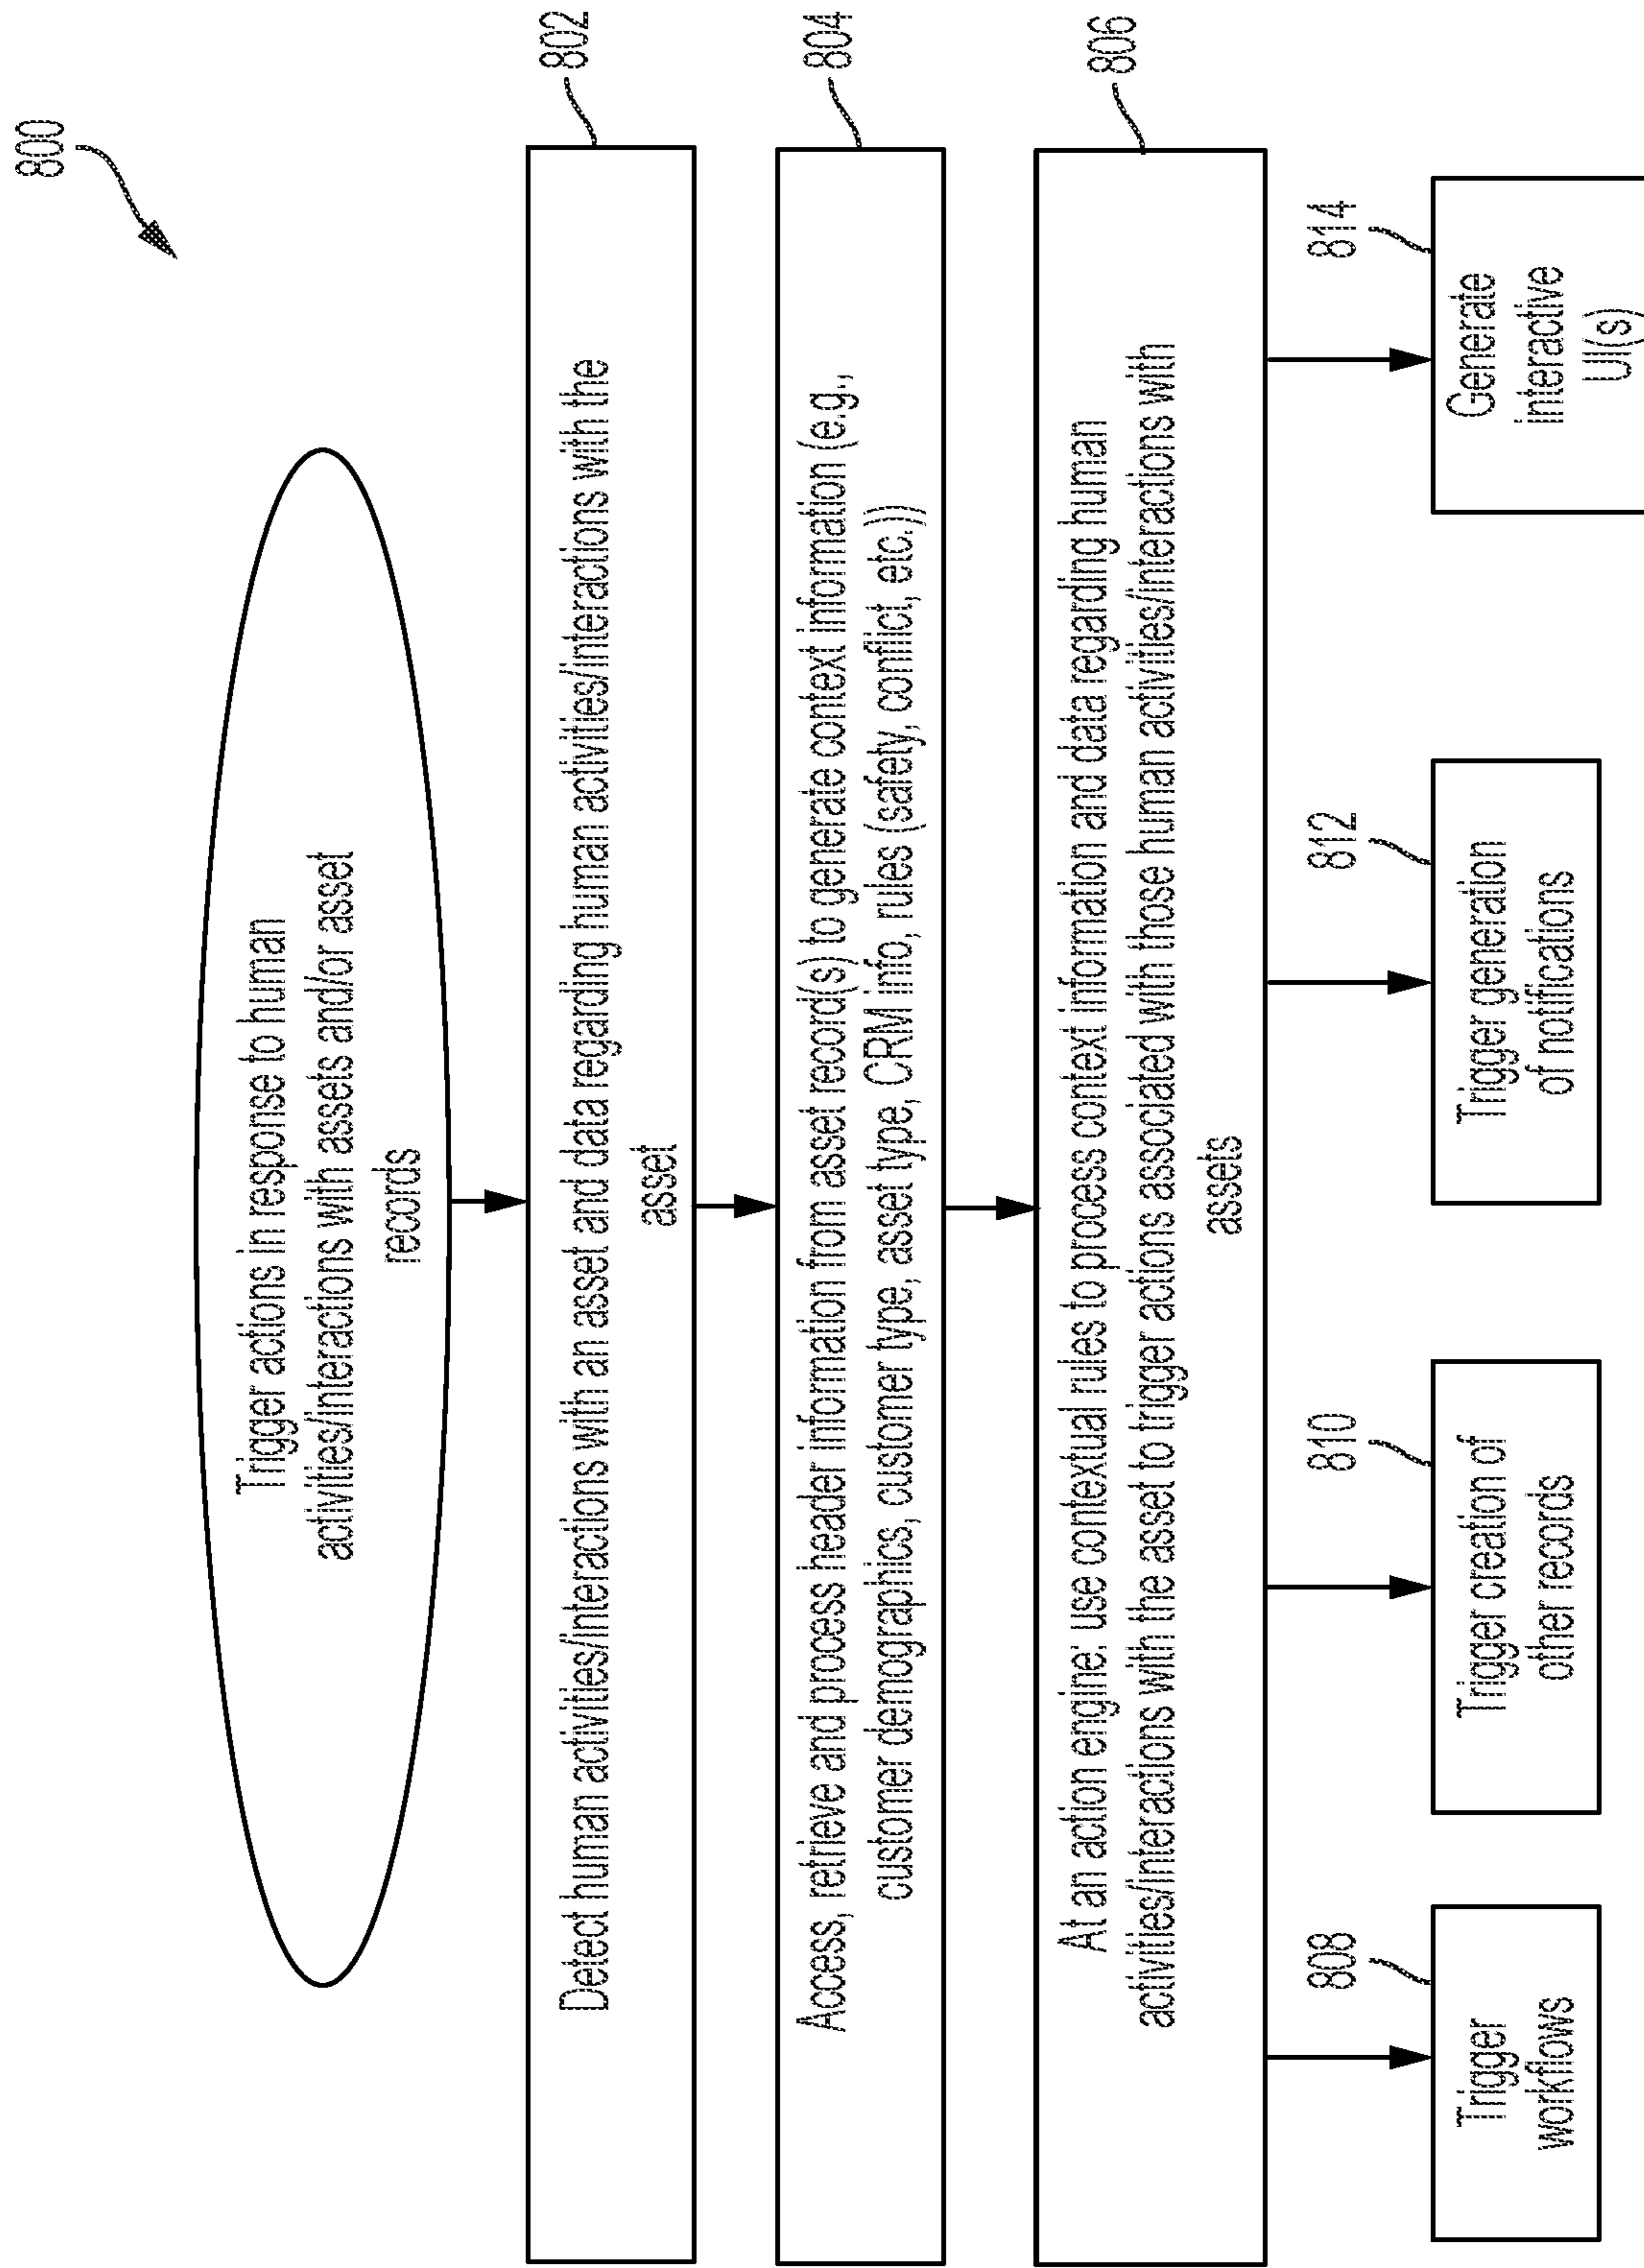 800
Trigger actions in response to human
activities/interactions with assets and/or asset
records
802
Detect human activities/interactions with an asset and data regarding human activities/interactions with the
asset
804
Access, retrieve and process header information from asset record(s) to generate context information (e.g.,
customer demographics, customer type, asset type, CRM info, rules (safety, conflict, etc.))
806
At an action engine: use contextual rules to process context information and data regarding human
activities/interactions with the asset to trigger actions associated with those human activities/interactions with
assets
808
Trigger
workflows
810
Trigger creation of
other records
812
Trigger generation
of notifications
814
Generate
interactive
UI(s)